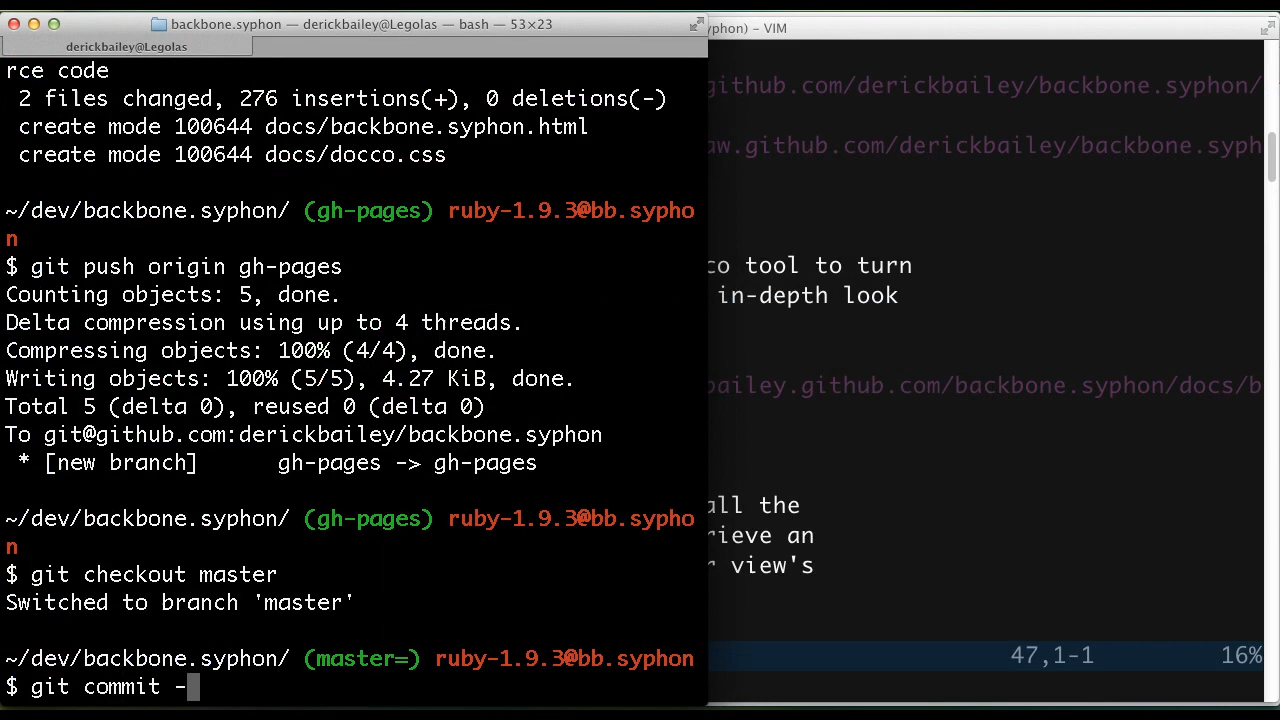 backbone.syphon — derickbailey@Legolas — bash — 53×23
derickbailey@Legolas
rce code
2 files changed, 276 insertions(+), 0 deletions(-)
create mode 100644 docs/backbone.syphon.html
create mode 100644 docs/docco.css
~/dev/backbone.syphon/ (gh-pages) ruby-1.9.3@bb.sypho
n
$ git push origin gh-pages
Counting objects: 5, done.
Delta compression using up to 4 threads.
Compressing objects: 100% (4/4), done.
Writing objects: 100% (5/5), 4.27 KiB, done.
Total 5 (delta 0), reused 0 (delta 0)
To git@github.com:derickbailey/backbone.syphon
* [new branch]      gh-pages -> gh-pages
~/dev/backbone.syphon/ (gh-pages) ruby-1.9.3@bb.sypho
n
$ git checkout master
Switched to branch 'master'
~/dev/backbone.syphon/ (master=) ruby-1.9.3@bb.syphon
$ git commit -
yphon) - VIM
github.com/derickbailey/backbone.syphon/
aw.github.com/derickbailey/backbone.syph
co tool to turn
in-depth look
bailey.github.com/backbone.syphon/docs/b
all the
rieve an
r view's
47,1-1 16%